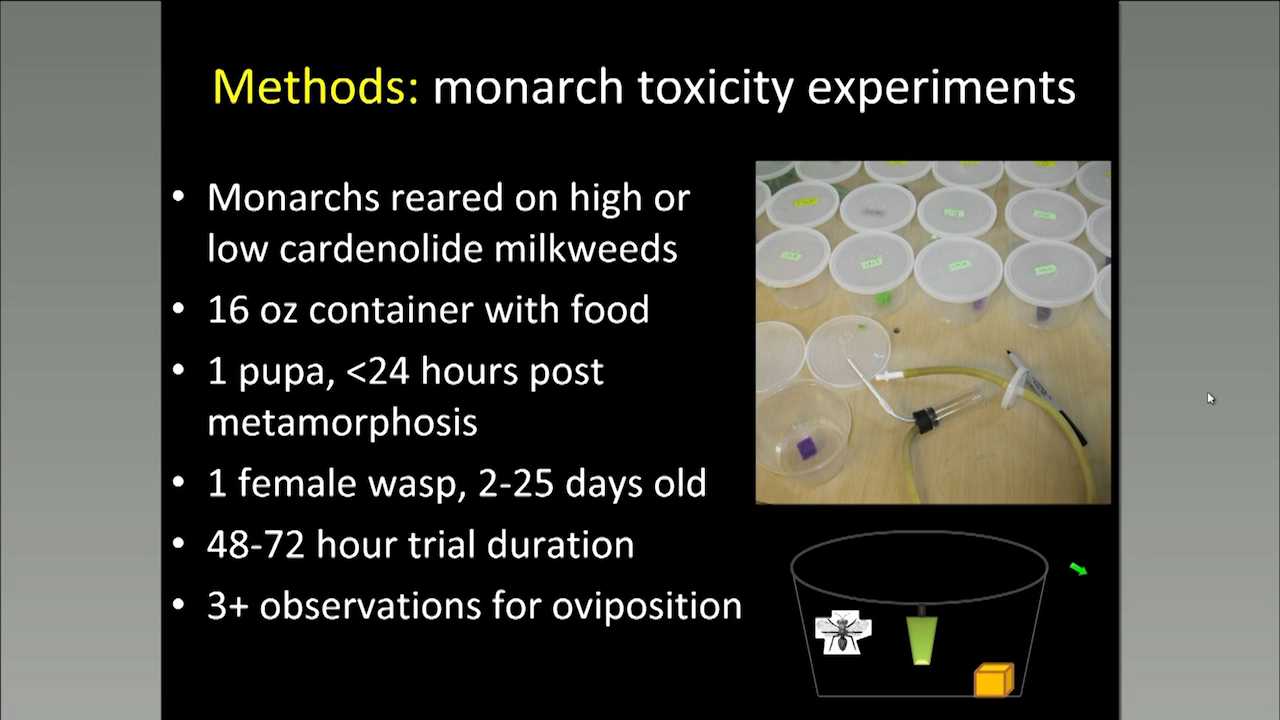 Methods: monarch toxicity experiments
• Monarchs reared on high or
low cardenolide milkweeds
• 16 oz container with food
• 1 pupa, <24 hours post
metamorphosis
• 1 female wasp, 2-25 days old
• 48-72 hour trial duration
• 3+ observations for oviposition